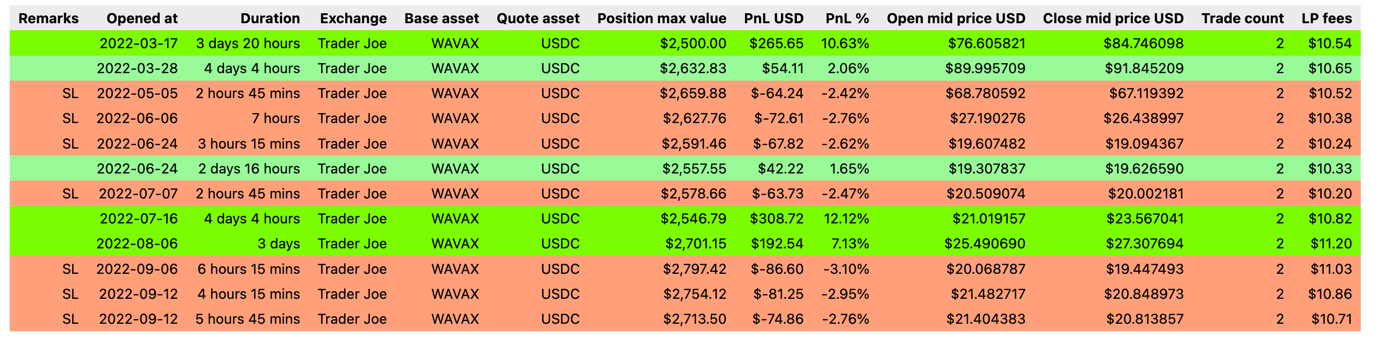 Remarks Opened at Duration Exchange Base asset Quote asset Position max value PnL USD PnL % Open mid price USD Close mid price USD Trade count LP fees
2022-03-17 3 days 20 hours Trader Joe WAVAX USDC $2,500.00 $265.65 10.63% $76.605821 $84.746098 2 $10.54
2022-03-28 4 days 4 hours Trader Joe WAVAX USDC $2,632.83 $54.11 2.06% $89.995709 $91.845209 2 $10.65
SL 2022-05-05 2 hours 45 mins Trader Joe WAVAX USDC $2,659.88 $-64.24 -2.42% $68.780592 $67.119392 2 $10.52
SL 2022-06-06 7 hours Trader Joe WAVAX USDC $2,627.76 $-72.61 -2.76% $27.190276 $26.438997 2 $10.38
SL 2022-06-24 3 hours 15 mins Trader Joe WAVAX USDC $2,591.46 $-67.82 -2.62% $19.607482 $19.094367 2 $10.24
2022-06-24 2 days 16 hours Trader Joe WAVAX USDC $2,557.55 $42.22 1.65% $19.307837 $19.626590 2 $10.33
SL 2022-07-07 2 hours 45 mins Trader Joe WAVAX USDC $2,578.66 $-63.73 -2.47% $20.509074 $20.002181 2 $10.20
2022-07-16 4 days 4 hours Trader Joe WAVAX USDC $2,546.79 $308.72 12.12% $21.019157 $23.567041 2 $10.82
2022-08-06 3 days Trader Joe WAVAX USDC $2,701.15 $192.54 7.13% $25.490690 $27.307694 2 $11.20
SL 2022-09-06 6 hours 15 mins Trader Joe WAVAX USDC $2,797.42 $-86.60 -3.10% $20.068787 $19.447493 2 $11.03
SL 2022-09-12 4 hours 15 mins Trader Joe WAVAX USDC $2,754.12 $-81.25 -2.95% $21.482717 $20.848973 2 $10.86
SL 2022-09-12 5 hours 45 mins Trader Joe WAVAX USDC $2,713.50 $-74.86 -2.76% $21.404383 $20.813857 2 $10.71